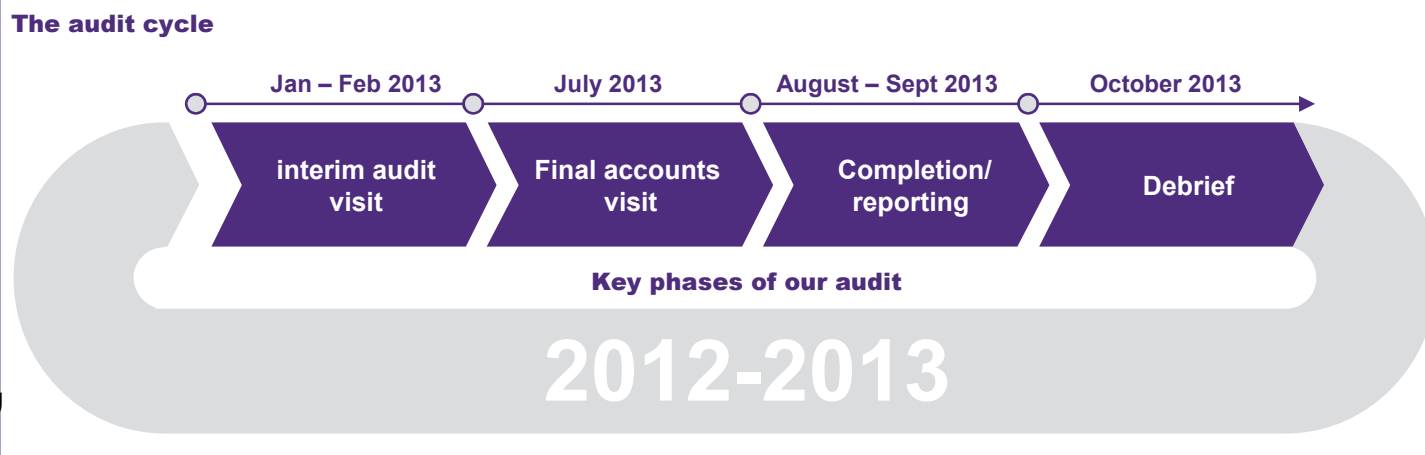 The audit cycle
Jan – Feb 2013
July 2013
August – Sept 2013
October 2013
interim audit
visit
Final accounts
visit
Completion/
reporting
Debrief
Key phases of our audit
2012-2013